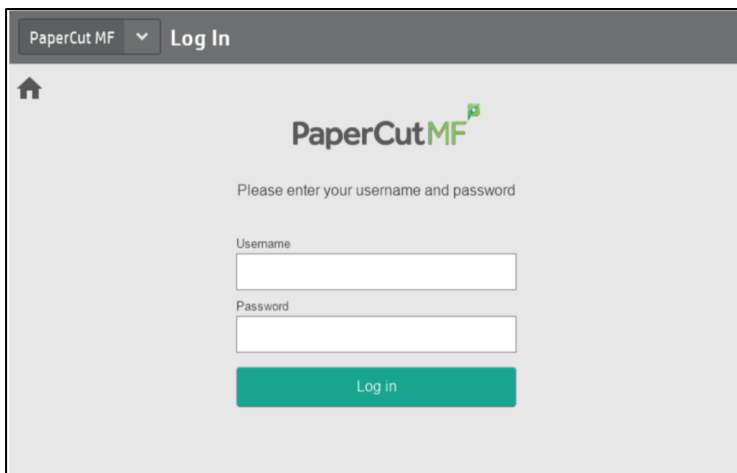 PaperCut MF Log In
PaperCutMF
Please enter your username and password
Username
Password
Log in